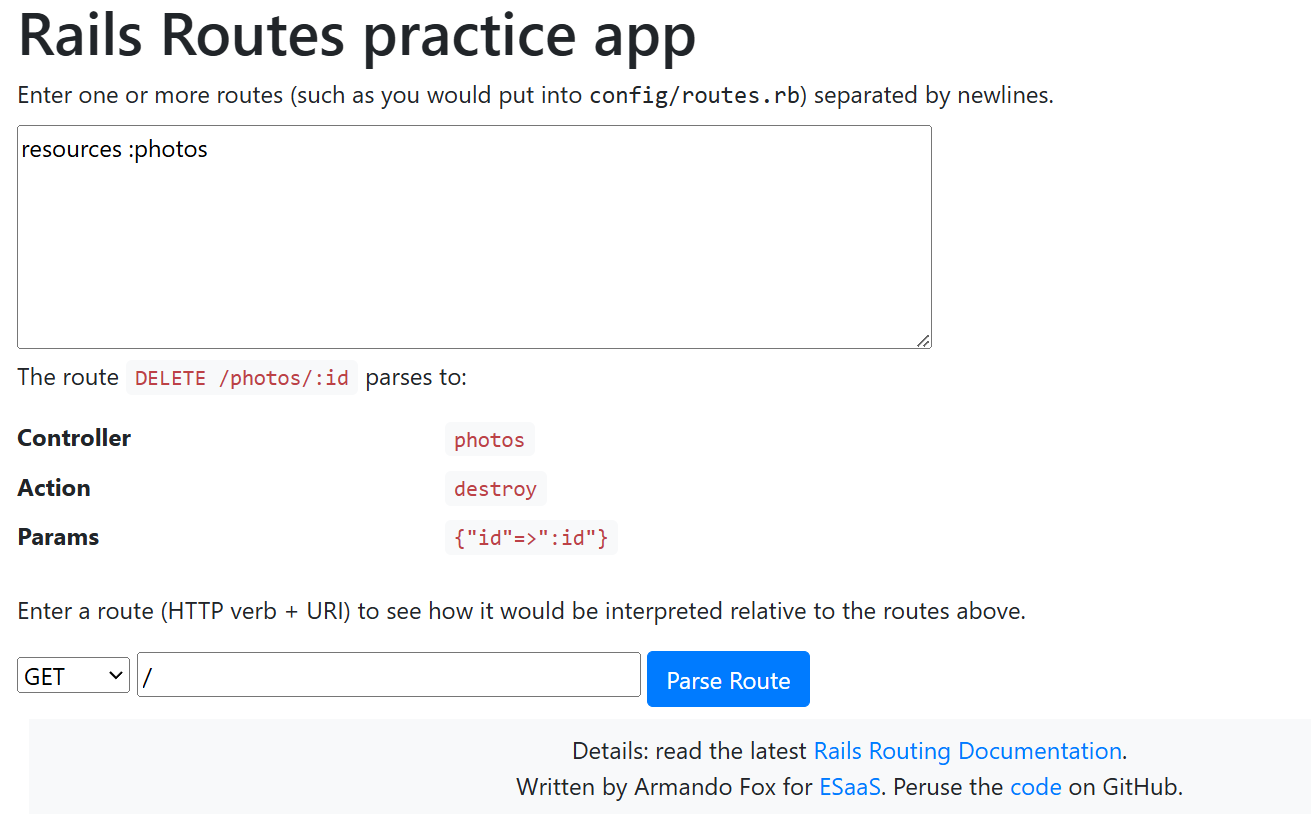 Rails Routes practice app
Enter one or more routes (such as you would put into config/routes.rb) separated by newlines.
resources :photos
The route DELETE /photos/:id parses to:
Controller photos
Action destroy
Params {"id"=>":id"}
Enter a route (HTTP verb + URI) to see how it would be interpreted relative to the routes above.
GET / Parse Route
Details: read the latest Rails Routing Documentation.
Written by Armando Fox for ESaaS. Peruse the code on GitHub.